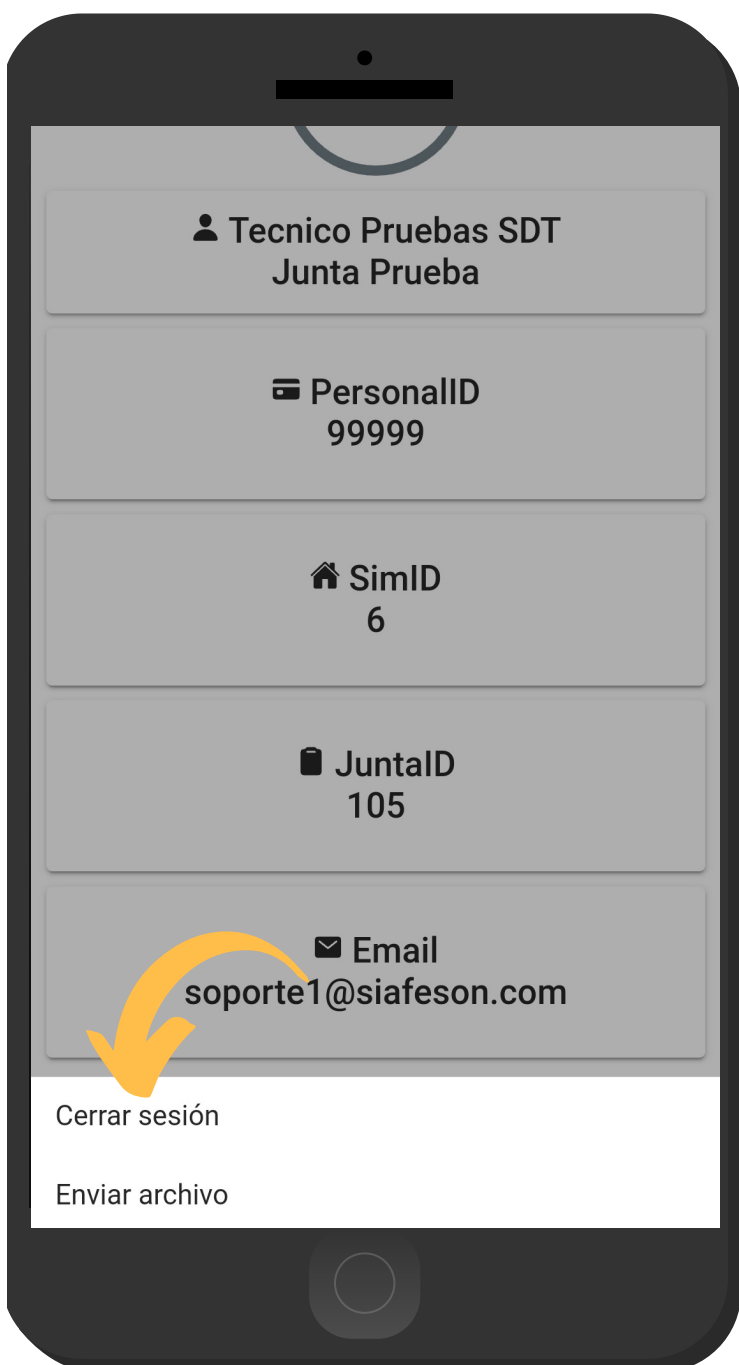 Tecnico Pruebas SDT
Junta Prueba
PersonalID
99999
SimID
6
JuntaID
105
Email
soporte1@siafeson.com
Cerrar sesión
Enviar archivo